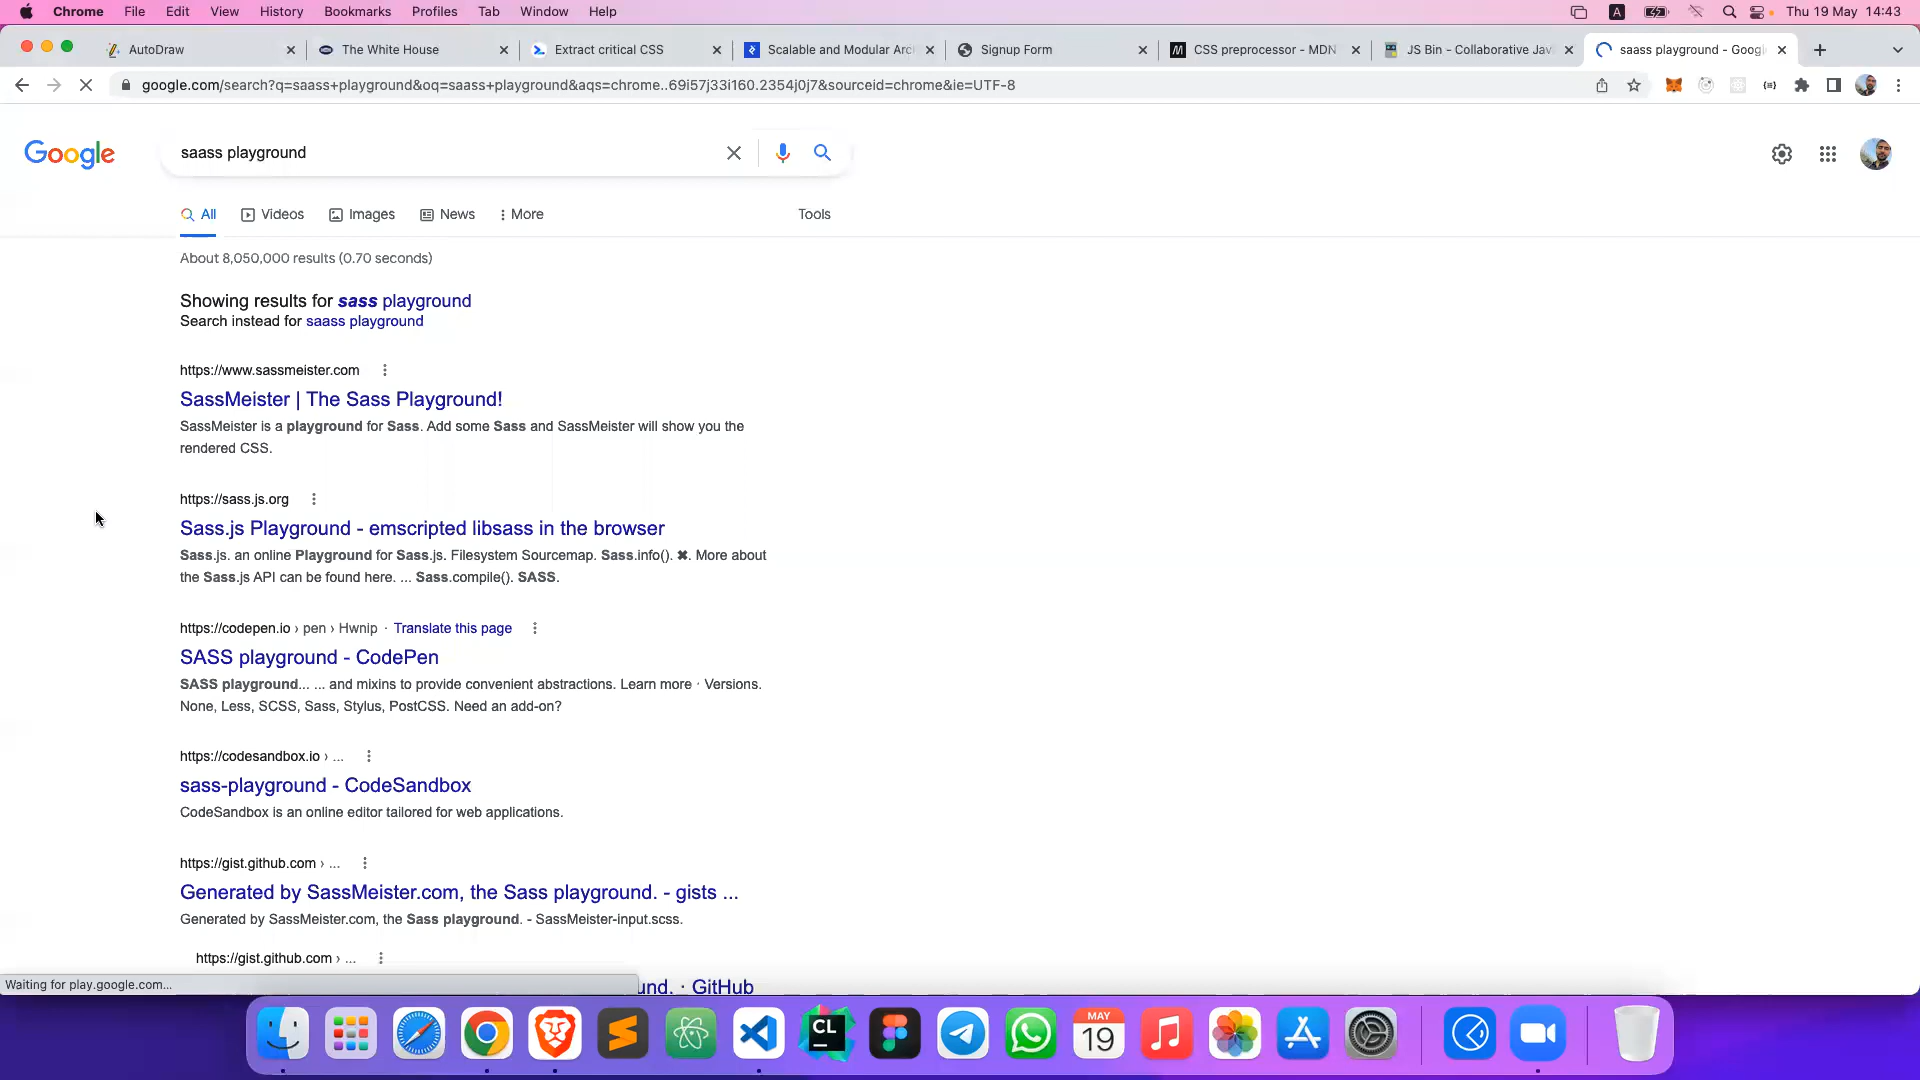 Chrome File Edit View History Bookmarks Profiles Tab Window Help A Thu 19 May 14:43
AutoDraw The White House Extract critical CSS Scalable and Modular Arc Signup Form CSS preprocessor - MDN JS Bin - Collaborative Jav saass playground - Goog
google.com/search?q=saass+playground&oq=saass+playground&aqs=chrome..69i57j33i160.2354j0j7&sourceid=chrome&ie=UTF-8
Google saass playground
All Videos Images News More Tools
About 8,050,000 results (0.70 seconds)
Showing results for sass playground
Search instead for saass playground
https://www.sassmeister.com
SassMeister | The Sass Playground!
SassMeister is a playground for Sass. Add some Sass and SassMeister will show you the
rendered CSS.
https://sass.js.org
Sass.js Playground - emscripted libsass in the browser
Sass.js. an online Playground for Sass.js. Filesystem Sourcemap. Sass.info(). ✖. More about
the Sass.js API can be found here. ... Sass.compile(). SASS.
https://codepen.io › pen › Hwnip · Translate this page
SASS playground - CodePen
SASS playground... ... and mixins to provide convenient abstractions. Learn more · Versions.
None, Less, SCSS, Sass, Stylus, PostCSS. Need an add-on?
https://codesandbox.io › ...
sass-playground - CodeSandbox
CodeSandbox is an online editor tailored for web applications.
https://gist.github.com › ...
Generated by SassMeister.com, the Sass playground. - gists ...
Generated by SassMeister.com, the Sass playground. - SassMeister-input.scss.
https://gist.github.com › ...
und. · GitHub
Waiting for play.google.com...
CL MAY 19